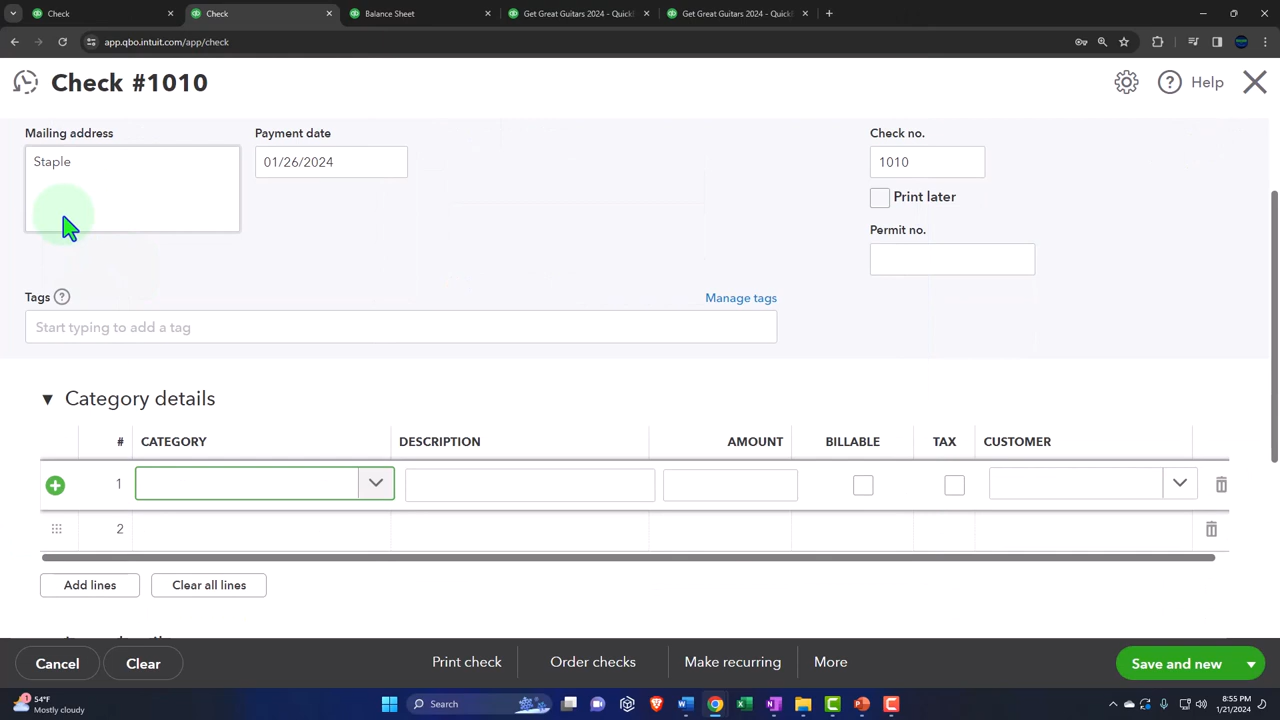 Check
Check
Balance Sheet
Get Great Guitars 2024 - Quick
Get Great Guitars 2024 - Quick
app.qbo.intuit.com/app/check
Check #1010
Help
Mailing address
Payment date
Check no.
Staple
01/26/2024
1010
Print later
Permit no.
Tags
Manage tags
Start typing to add a tag
Category details
# CATEGORY DESCRIPTION AMOUNT BILLABLE TAX CUSTOMER
1
2
Add lines
Clear all lines
Cancel
Clear
Print check
Order checks
Make recurring
More
Save and new
1
54°F
Mostly cloudy
Search
8:55 PM
1/21/2024